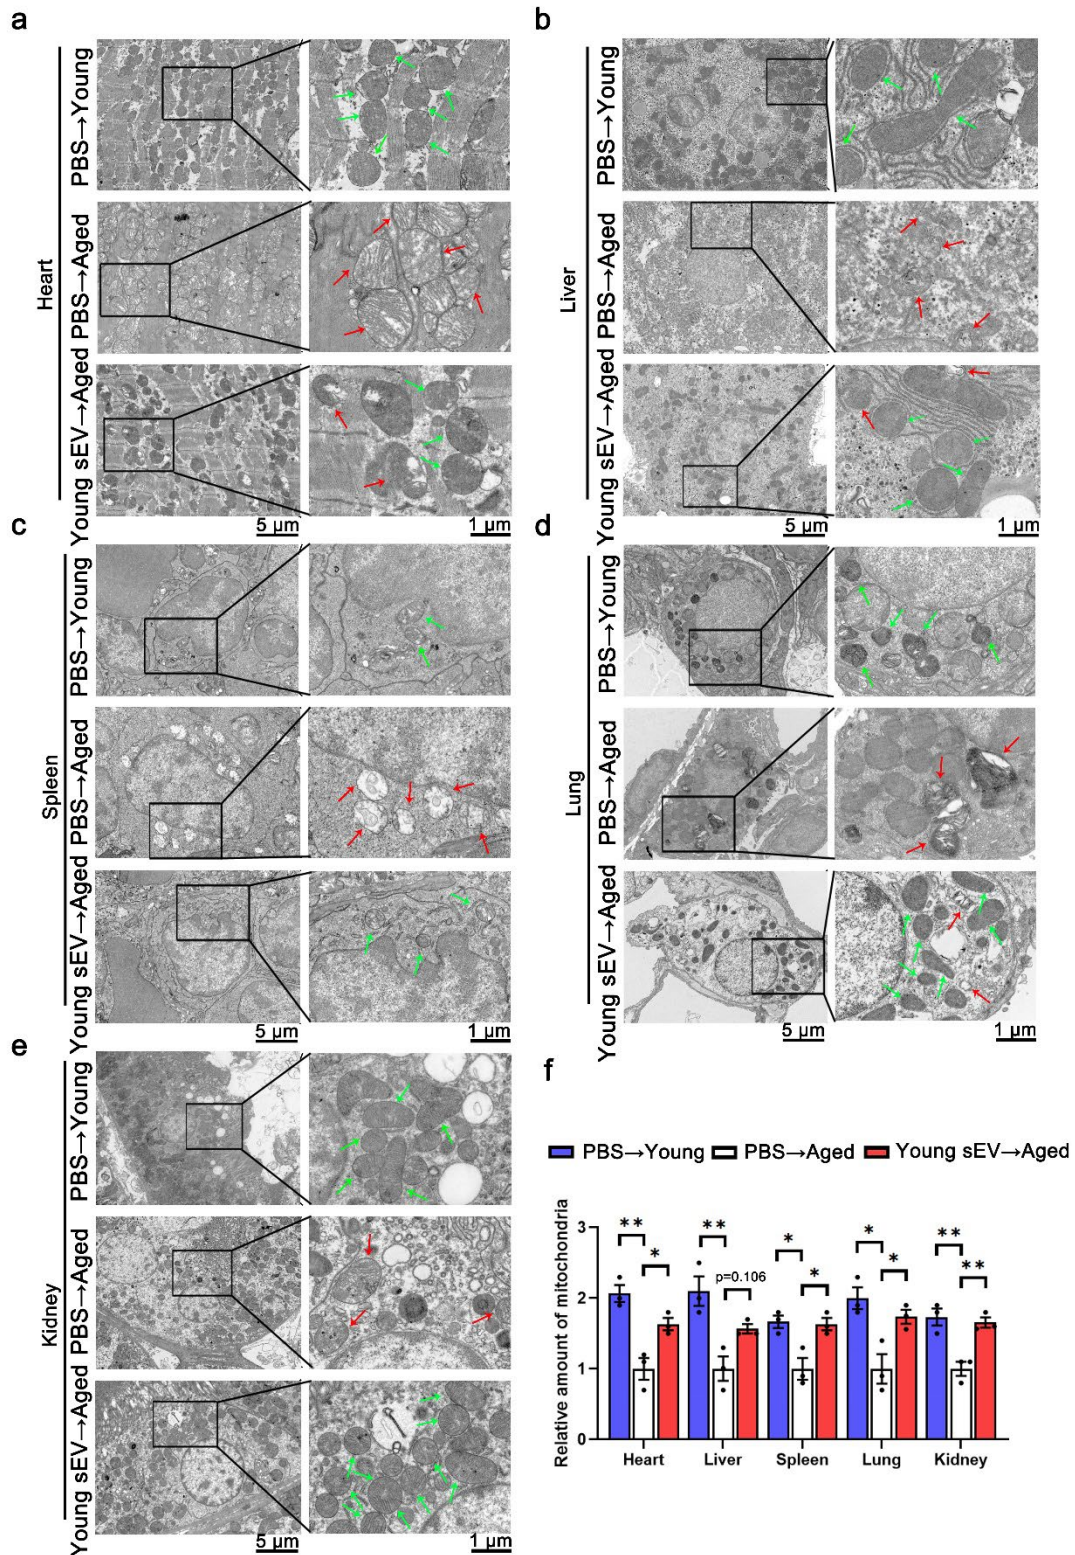 a
Heart
PBS→Young
PBS→Aged
Young sEV→Aged
5 μm
1 μm
b
Liver
PBS→Young
PBS→Aged
Young sEV→Aged
5 μm
1 μm
c
Spleen
PBS→Young
PBS→Aged
Young sEV→Aged
5 μm
1 μm
d
Lung
PBS→Young
PBS→Aged
Young sEV→Aged
5 μm
1 μm
e
Kidney
PBS→Young
PBS→Aged
Young sEV→Aged
5 μm
1 μm
f
PBS→Young PBS→Aged Young sEV→Aged
Relative amount of mitochondria
3
2
1
0
** * ** p=0.106 * * * * ** **
Heart Liver Spleen Lung Kidney